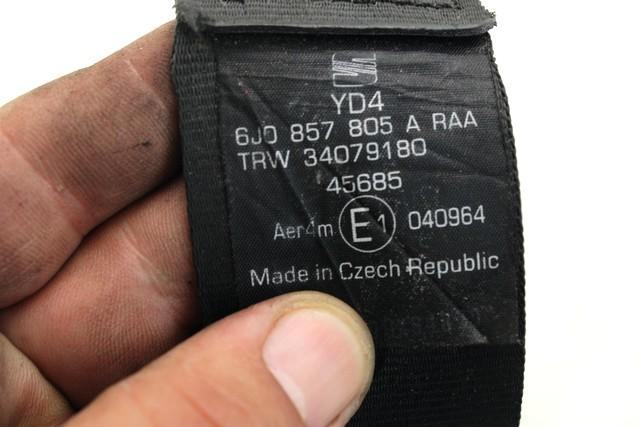 YD4
6J0 857 805 A RAA
TRW 34079180
45685
Aer4m E1 040964
Made in Czech Republic